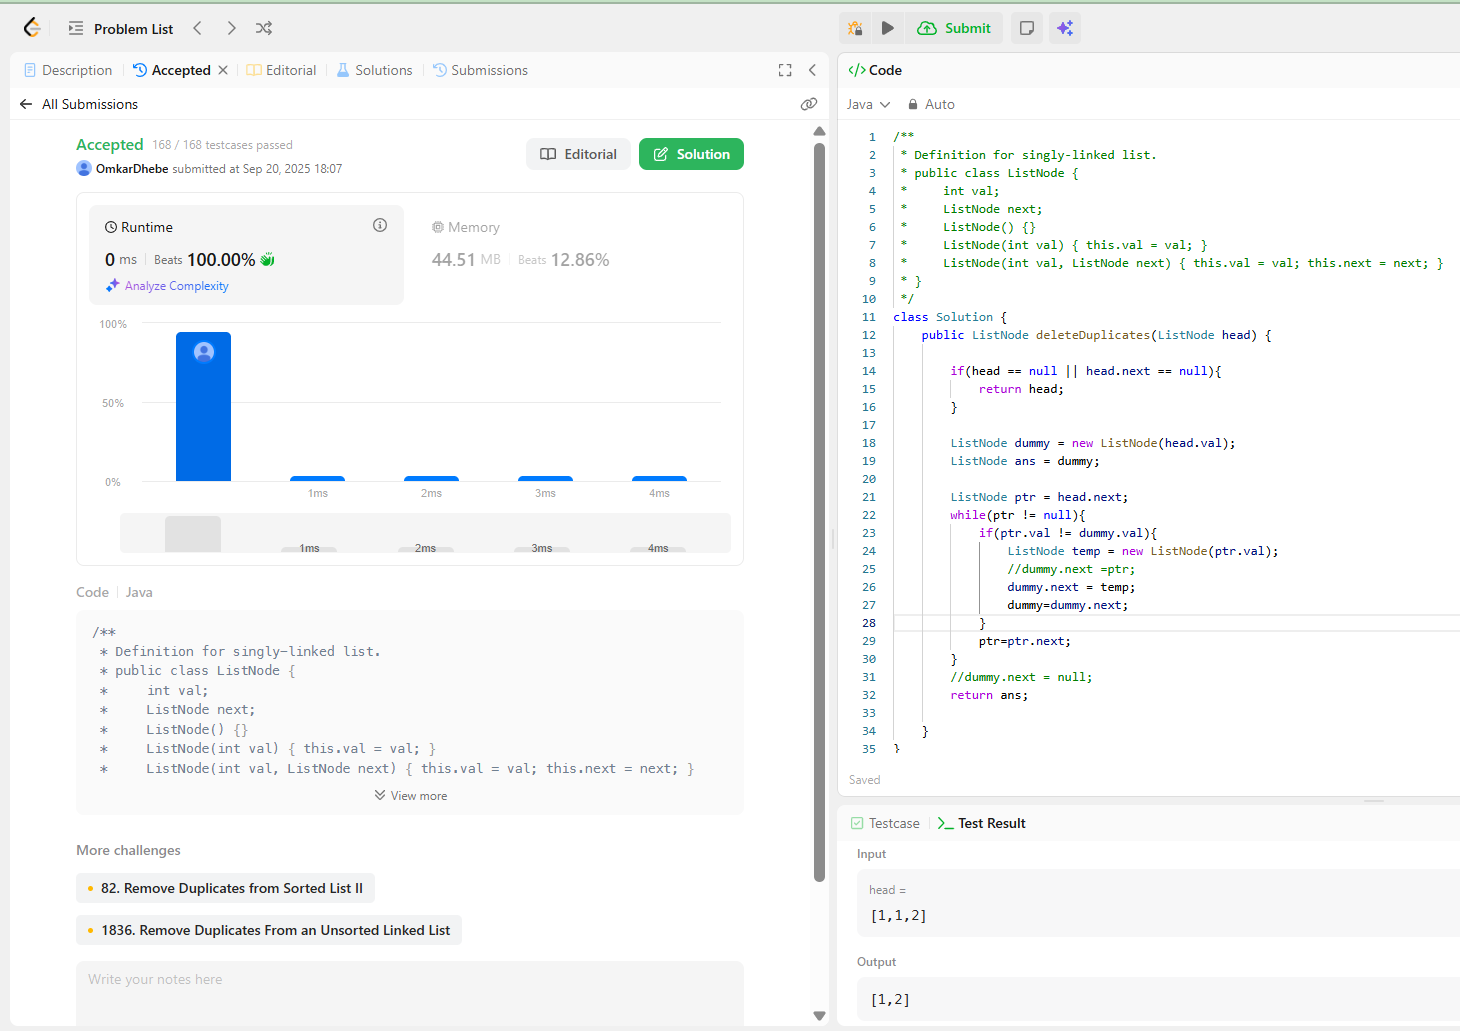 Problem List
Submit
Description
Accepted
Editorial
Solutions
Submissions
All Submissions
Accepted 168 / 168 testcases passed
OmkarDhebe submitted at Sep 20, 2025 18:07
Editorial
Solution
Runtime
0 ms Beats 100.00%
Analyze Complexity
Memory
44.51 MB Beats 12.86%
100%
50%
0%
1ms 2ms 3ms 4ms
1ms 2ms 3ms 4ms
Code Java
/**
 * Definition for singly-linked list.
 * public class ListNode {
 *     int val;
 *     ListNode next;
 *     ListNode() {}
 *     ListNode(int val) { this.val = val; }
 *     ListNode(int val, ListNode next) { this.val = val; this.next = next; }
View more
More challenges
82. Remove Duplicates from Sorted List II
1836. Remove Duplicates From an Unsorted Linked List
Write your notes here
</> Code
Java Auto
1 /**
2  * Definition for singly-linked list.
3  * public class ListNode {
4  *     int val;
5  *     ListNode next;
6  *     ListNode() {}
7  *     ListNode(int val) { this.val = val; }
8  *     ListNode(int val, ListNode next) { this.val = val; this.next = next; }
9  * }
10  */
11 class Solution {
12     public ListNode deleteDuplicates(ListNode head) {
13
14         if(head == null || head.next == null){
15             return head;
16         }
17
18         ListNode dummy = new ListNode(head.val);
19         ListNode ans = dummy;
20
21         ListNode ptr = head.next;
22         while(ptr != null){
23             if(ptr.val != dummy.val){
24                 ListNode temp = new ListNode(ptr.val);
25                 //dummy.next =ptr;
26                 dummy.next = temp;
27                 dummy=dummy.next;
28             }
29             ptr=ptr.next;
30         }
31         //dummy.next = null;
32         return ans;
33
34     }
35 }
Saved
Testcase
Test Result
Input
head =
[1,1,2]
Output
[1,2]